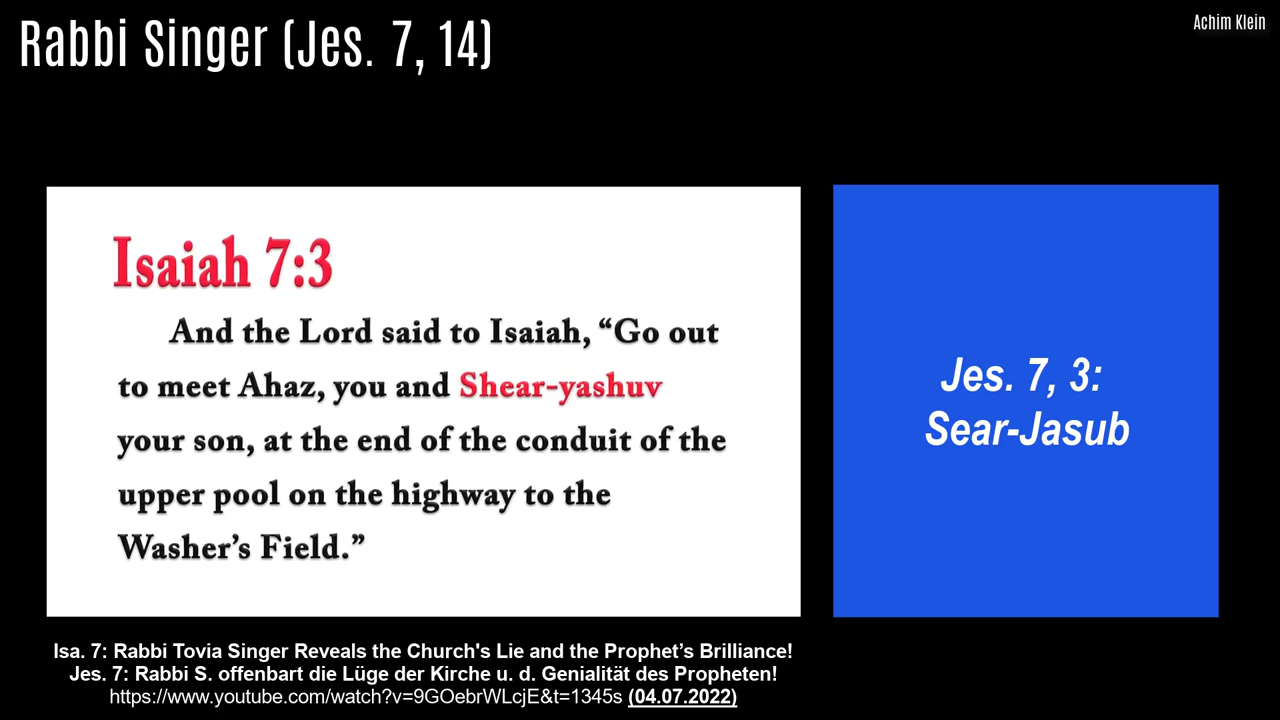 Rabbi Singer (Jes. 7, 14)
Achim Klein
Isaiah 7:3
And the Lord said to Isaiah, “Go out
to meet Ahaz, you and Shear-yashuv
your son, at the end of the conduit of the
upper pool on the highway to the
Washer’s Field.”
Jes. 7, 3:
Sear-Jasub
Isa. 7: Rabbi Tovia Singer Reveals the Church's Lie and the Prophet’s Brilliance!
Jes. 7: Rabbi S. offenbart die Lüge der Kirche u. d. Genialität des Propheten!
https://www.youtube.com/watch?v=9GOebrWLcjE&t=1345s (04.07.2022)